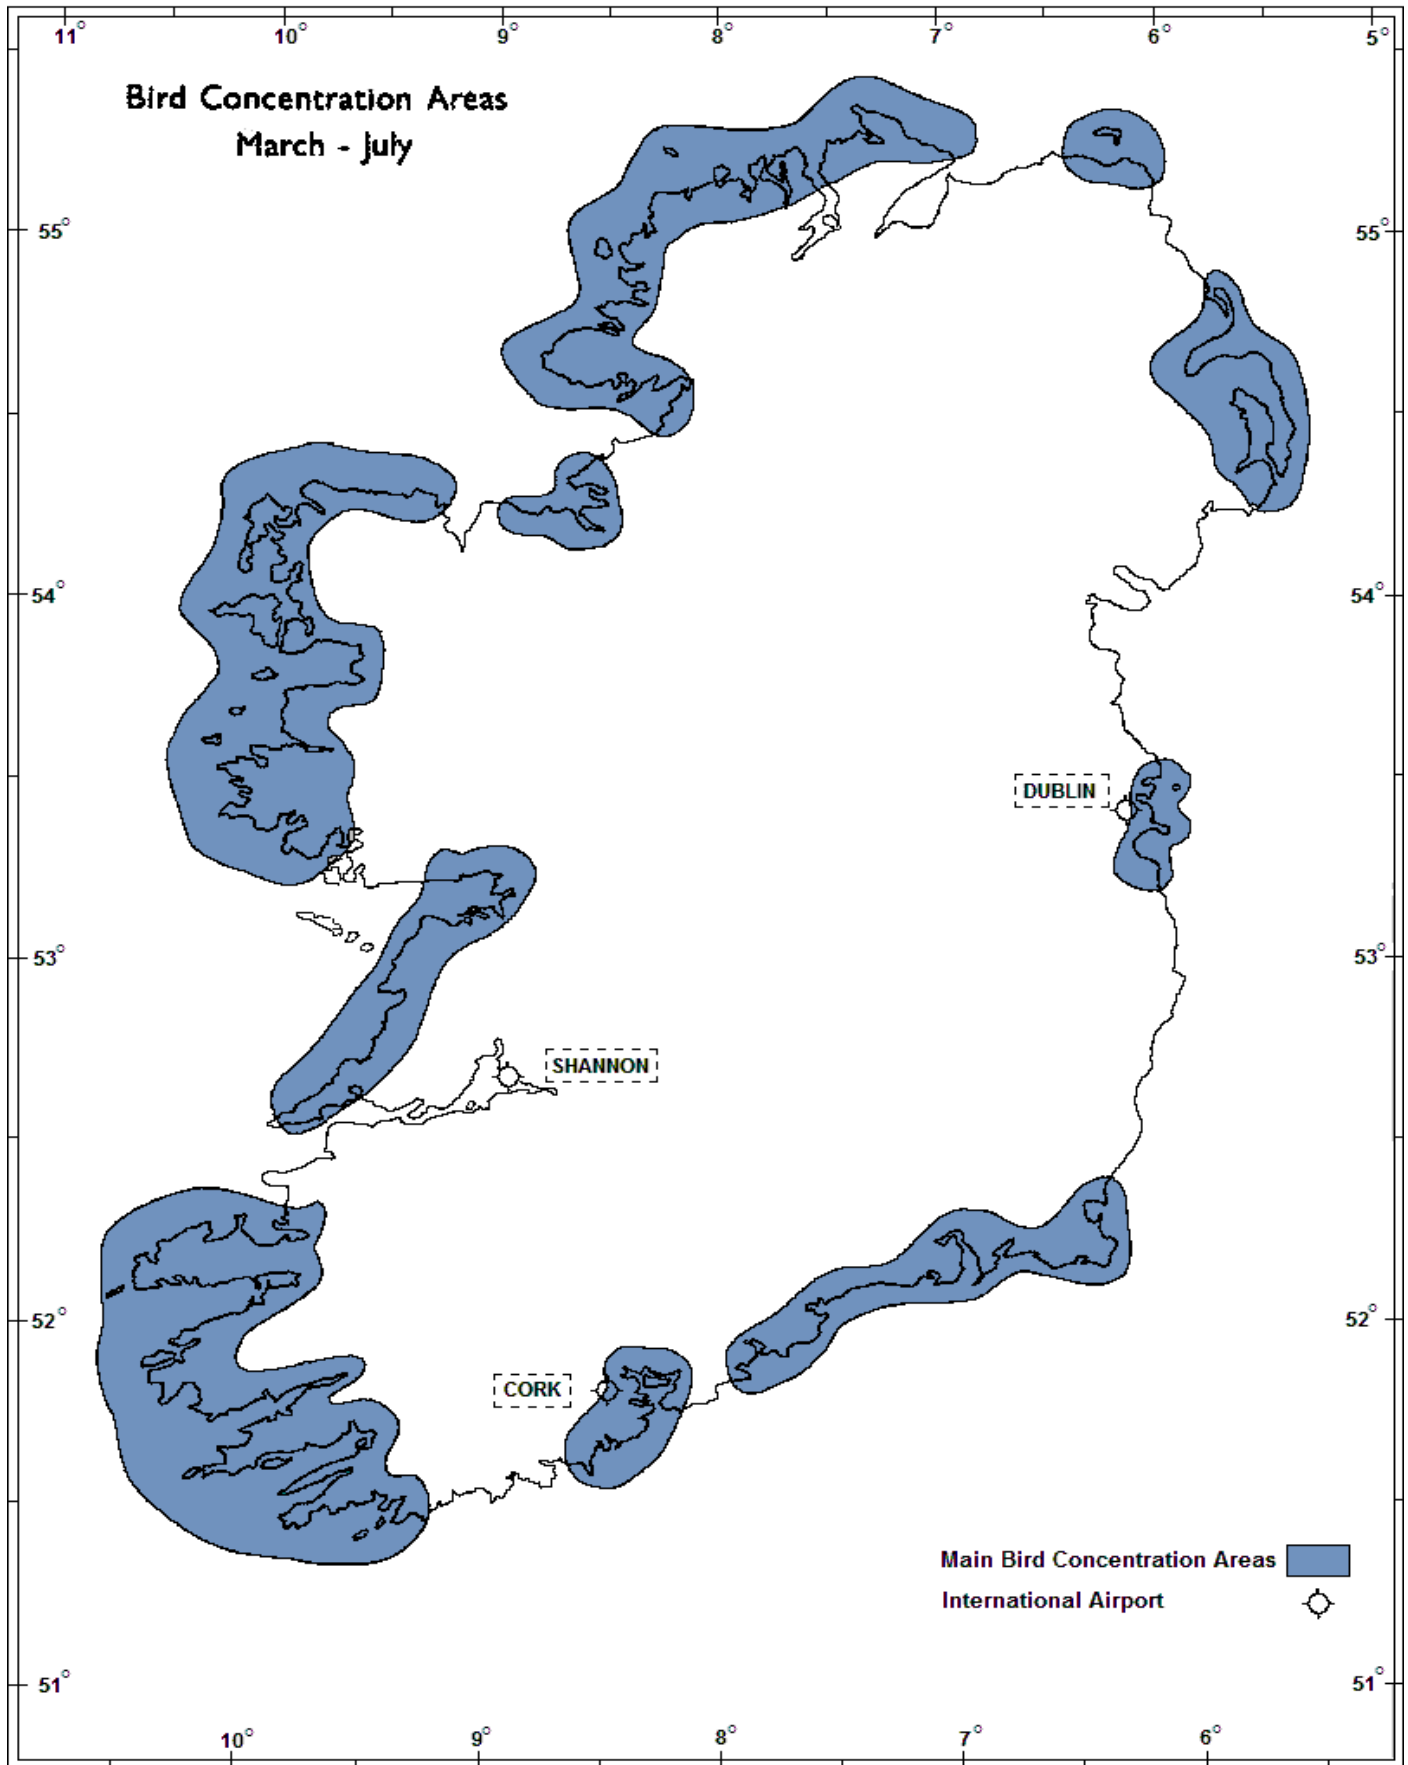 11° 10° 9° 8° 7° 6° 5°
Bird Concentration Areas
March - July
55° 55°
54° 54°
DUBLIN
53° 53°
SHANNON
52° 52°
CORK
Main Bird Concentration Areas
International Airport
51° 51°
10° 9° 8° 7° 6°